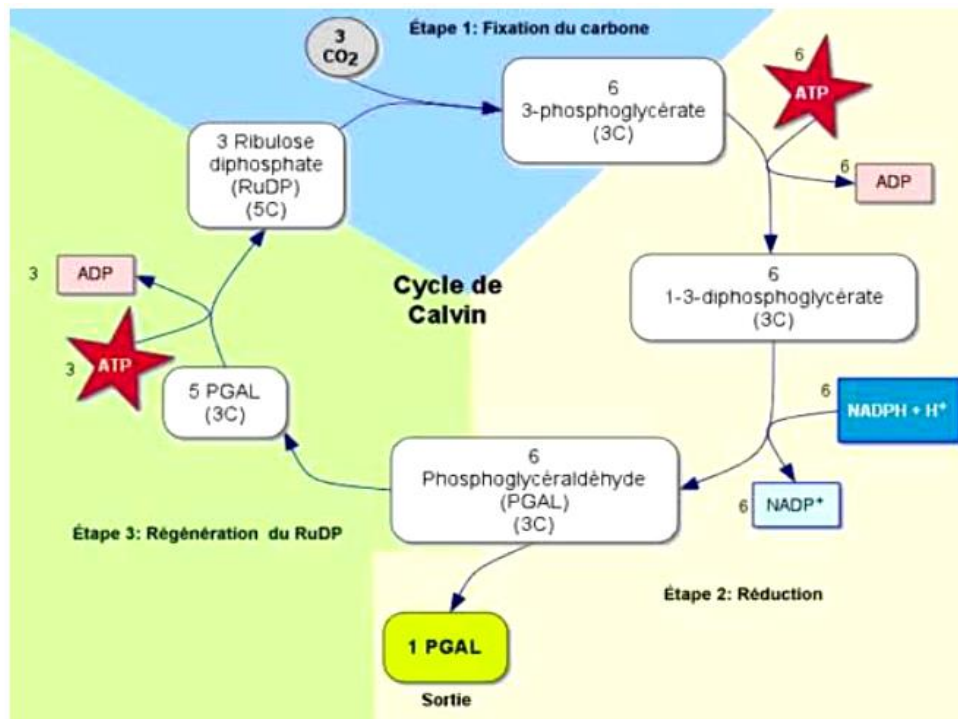 Étape 1: Fixation du carbone
3
CO2
6
3-phosphoglycérate
(3C)
6
ATP
6
ADP
3 Ribulose
diphosphate
(RuDP)
(5C)
3
ADP
3
ATP
Cycle de
Calvin
6
1-3-diphosphoglycérate
(3C)
5 PGAL
(3C)
6
NADPH + H⁺
6
NADP⁺
6
Phosphoglycéraldéhyde
(PGAL)
(3C)
Étape 3: Régénération du RuDP
Étape 2: Réduction
1 PGAL
Sortie